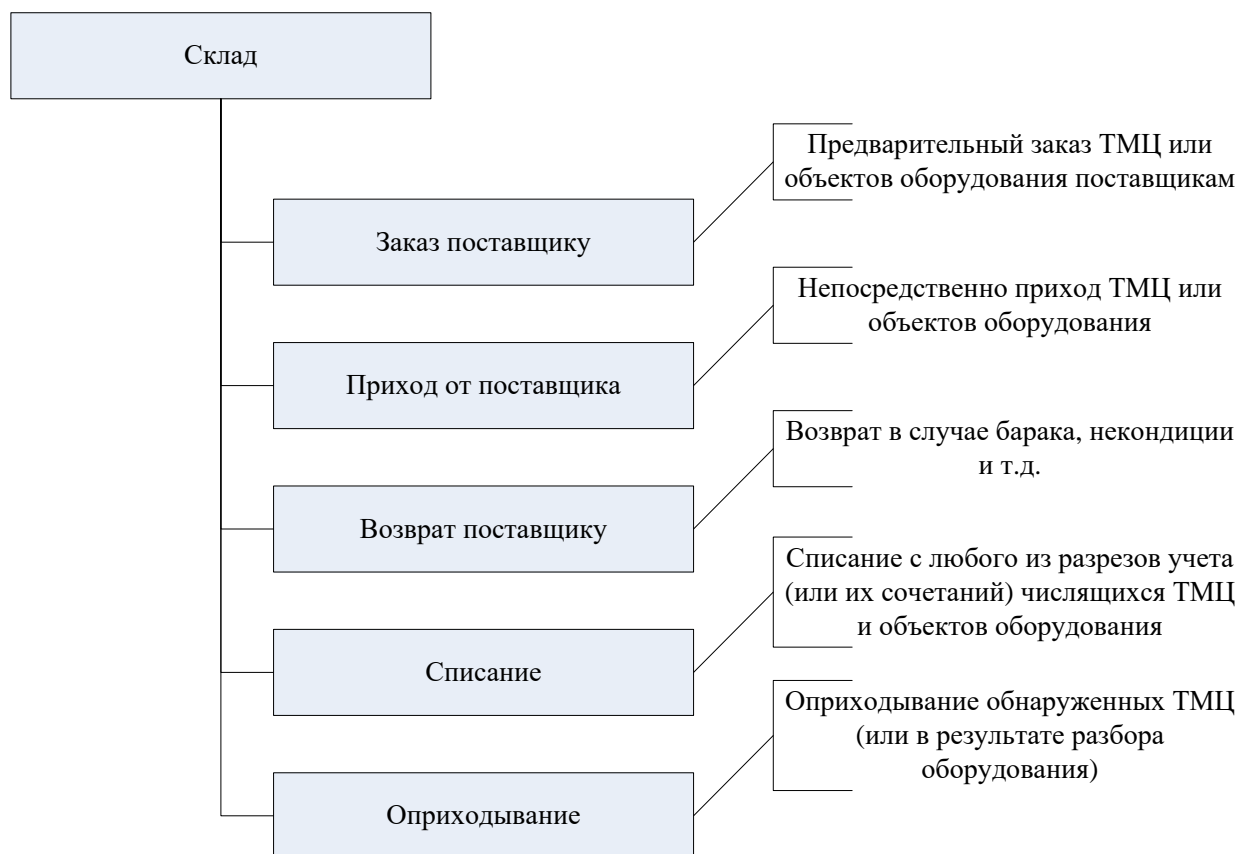 Склад
Предварительный заказ ТМЦ или
объектов оборудования поставщикам
Заказ поставщику
Непосредственно приход ТМЦ или
объектов оборудования
Приход от поставщика
Возврат в случае барака, некондиции
и т.д.
Возврат поставщику
Списание с любого из разрезов учета
(или их сочетаний) числящихся ТМЦ
и объектов оборудования
Списание
Оприходывание обнаруженных ТМЦ
(или в результате разбора
оборудования)
Оприходывание